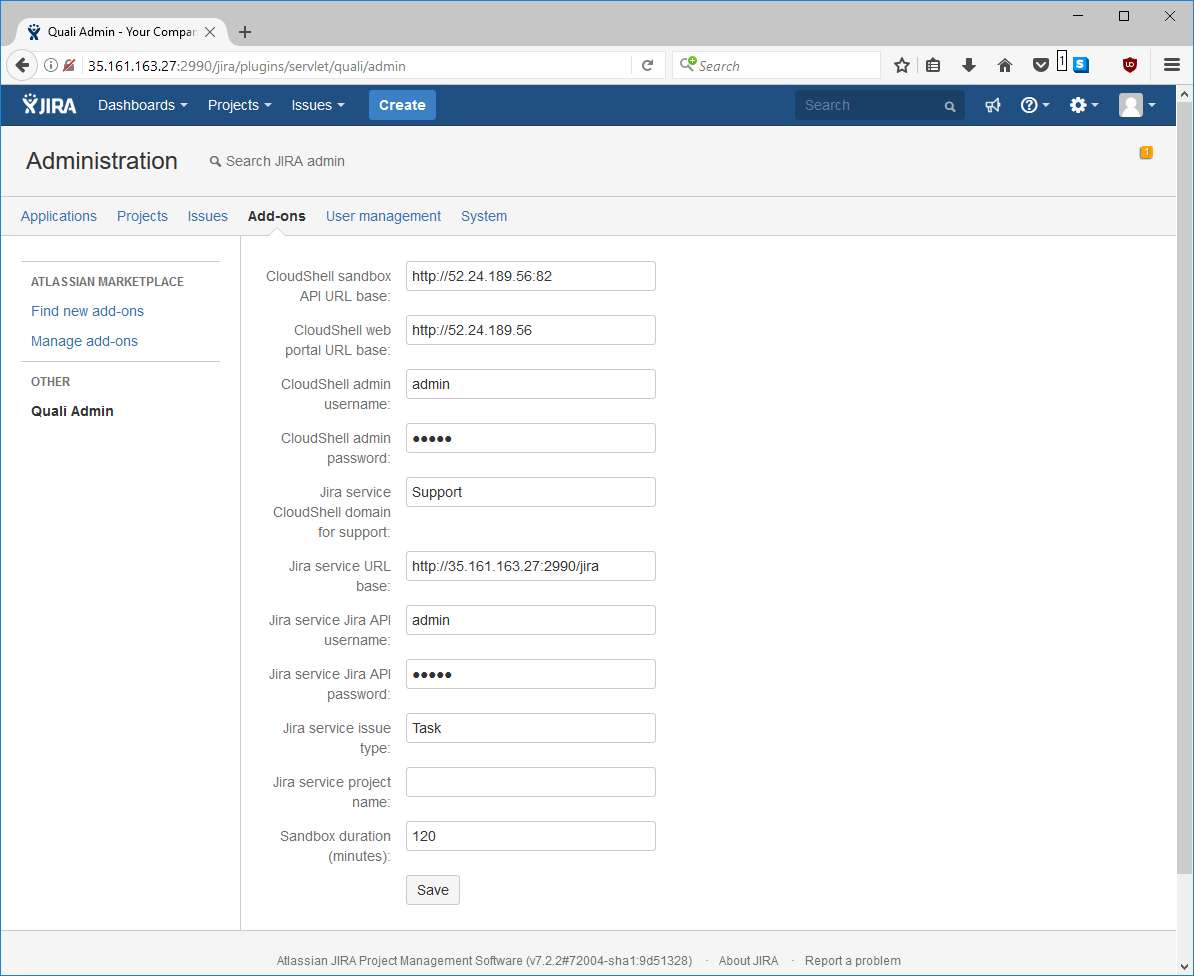 Quali Admin - Your Compan
35.161.163.27:2990/jira/plugins/servlet/quali/admin
Search
1
S
JIRA
Dashboards
Projects
Issues
Create
Search
Administration
Search JIRA admin
1
Applications
Projects
Issues
Add-ons
User management
System
ATLASSIAN MARKETPLACE
Find new add-ons
Manage add-ons
OTHER
Quali Admin
CloudShell sandbox
API URL base:
http://52.24.189.56:82
CloudShell web
portal URL base:
http://52.24.189.56
CloudShell admin
username:
admin
CloudShell admin
password:
●●●●●
Jira service
CloudShell domain
for support:
Support
Jira service URL
base:
http://35.161.163.27:2990/jira
Jira service Jira API
username:
admin
Jira service Jira API
password:
●●●●●
Jira service issue
type:
Task
Jira service project
name:
Sandbox duration
(minutes):
120
Save
Atlassian JIRA Project Management Software (v7.2.2#72004-sha1:9d51328) · About JIRA · Report a problem